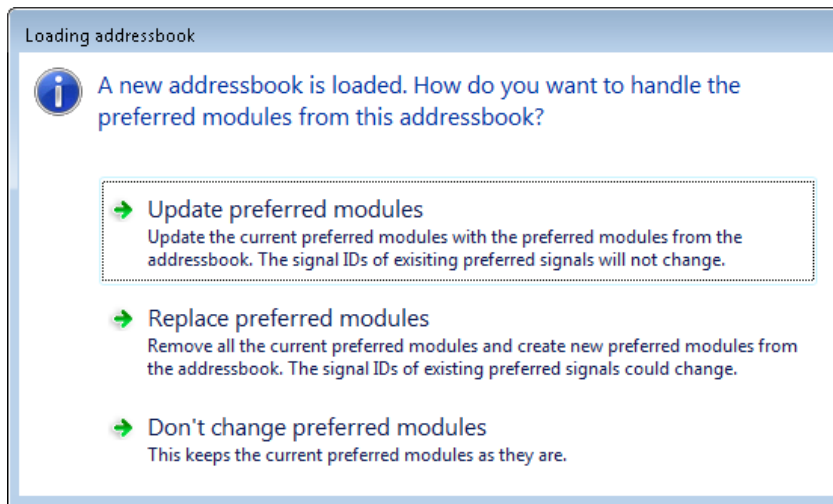 Loading addressbook
A new addressbook is loaded. How do you want to handle the
preferred modules from this addressbook?
Update preferred modules
Update the current preferred modules with the preferred modules from the
addressbook. The signal IDs of exisiting preferred signals will not change.
Replace preferred modules
Remove all the current preferred modules and create new preferred modules from
the addressbook. The signal IDs of existing preferred signals could change.
Don't change preferred modules
This keeps the current preferred modules as they are.